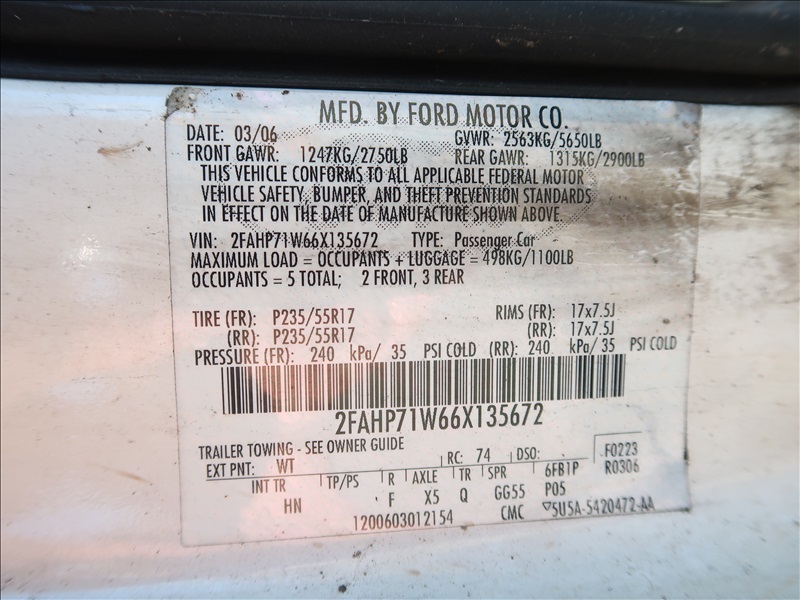 MFD. BY FORD MOTOR CO.
DATE: 03/06 GVWR: 2563KG/5650LB
FRONT GAWR: 1247KG/2750LB REAR GAWR: 1315KG/2900LB
THIS VEHICLE CONFORMS TO ALL APPLICABLE FEDERAL MOTOR
VEHICLE SAFETY, BUMPER, AND THEFT PREVENTION STANDARDS
IN EFFECT ON THE DATE OF MANUFACTURE SHOWN ABOVE.
VIN: 2FAHP71W66X135672 TYPE: Passenger Car
MAXIMUM LOAD = OCCUPANTS + LUGGAGE = 498KG/1100LB
OCCUPANTS = 5 TOTAL; 2 FRONT, 3 REAR
TIRE (FR): P235/55R17 RIMS (FR): 17x7.5J
(RR): P235/55R17 (RR): 17x7.5J
PRESSURE (FR): 240 kPa/ 35 PSI COLD (RR): 240 kPa/ 35 PSI COLD
2FAHP71W66X135672
TRAILER TOWING - SEE OWNER GUIDE
EXT PNT: WT RC: 74 DSO: F0223
INT TR TP/PS R AXLE TR SPR 6FB1P R0306
HN F X5 Q GG55 P05
1200603012154 CMC ▽5U5A-5420472-AA